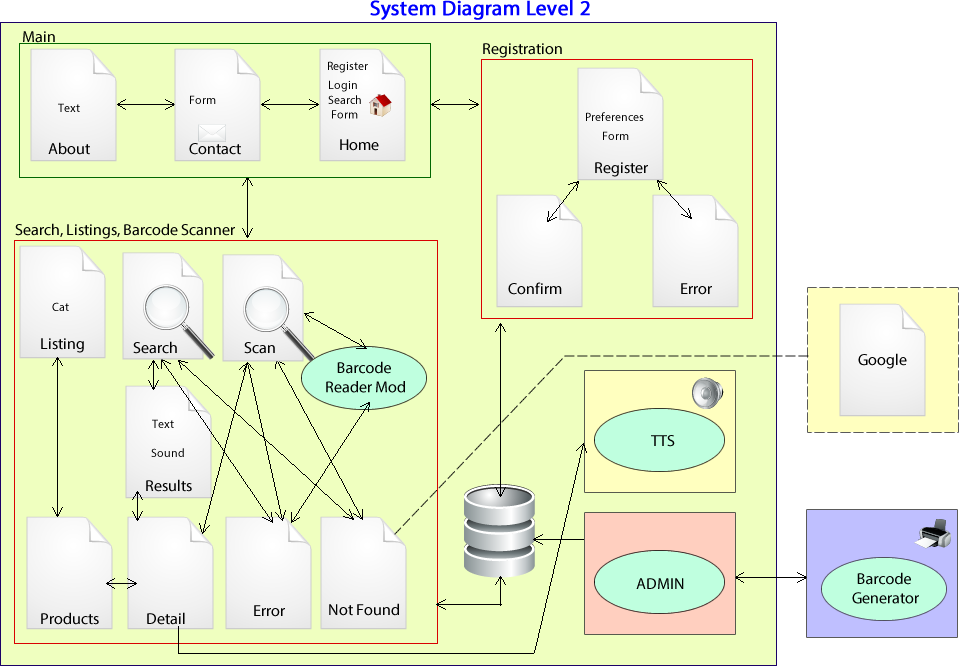 System Diagram Level 2
Main
Text
About
Form
Contact
Register
Login
Search
Form
Home
Registration
Preferences
Form
Register
Confirm
Error
Search, Listings, Barcode Scanner
Cat
Listing
Search
Scan
Barcode
Reader Mod
Text
Sound
Results
Products
Detail
Error
Not Found
Google
TTS
ADMIN
Barcode
Generator